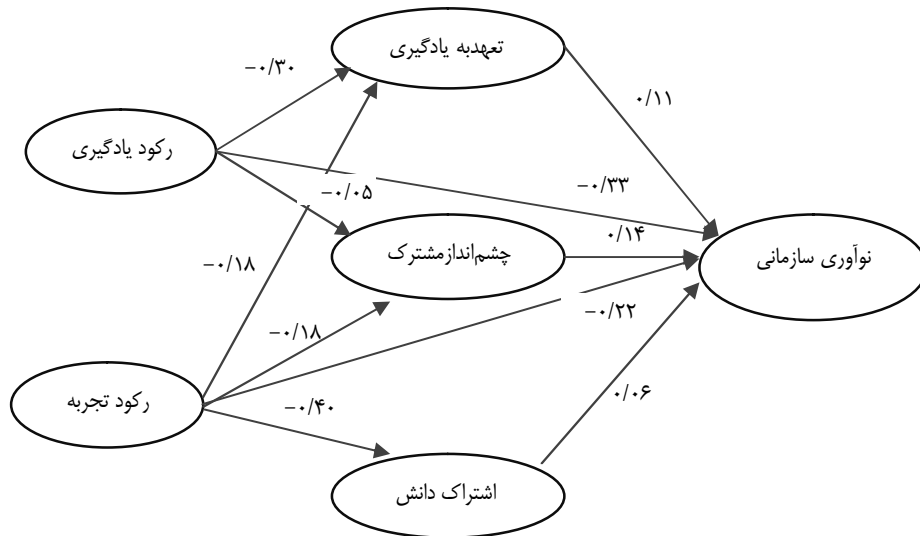 تعهدبه یادگیری
−۰/۳۰
۰/۱۱
رکود یادگیری
−۰/۰۵
−۰/۳۳
۰/۱۴
چشم‌اندازمشترک
نوآوری سازمانی
−۰/۱۸
−۰/۲۲
−۰/۱۸
رکود تجربه
−۰/۴۰
۰/۰۶
اشتراک دانش